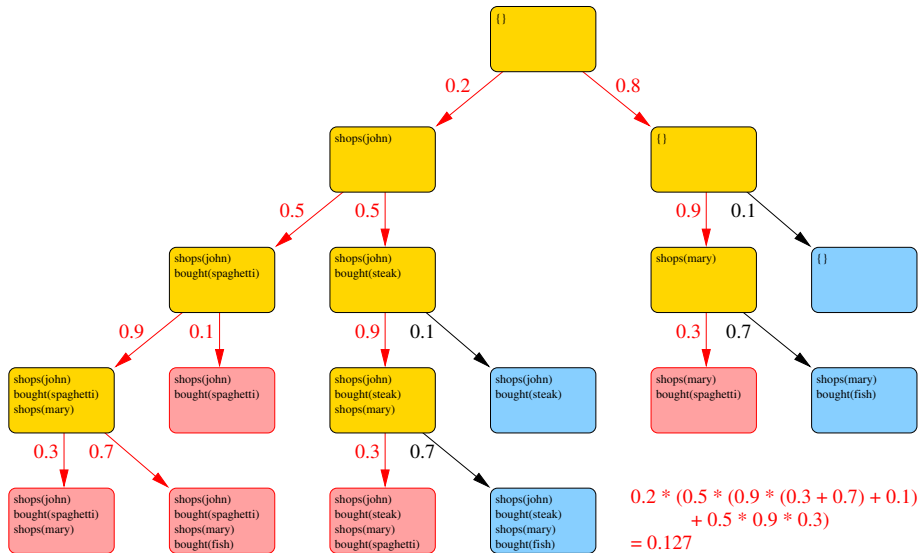 {}
0.2
0.8
shops(john)
{}
0.5
0.5
0.9
0.1
shops(john)
bought(spaghetti)
shops(john)
bought(steak)
shops(mary)
{}
0.9
0.1
0.9
0.1
0.3
0.7
shops(john)
bought(spaghetti)
shops(mary)
shops(john)
bought(spaghetti)
shops(john)
bought(steak)
shops(mary)
shops(john)
bought(steak)
shops(mary)
bought(spaghetti)
shops(mary)
bought(fish)
0.3
0.7
0.3
0.7
shops(john)
bought(spaghetti)
shops(mary)
shops(john)
bought(spaghetti)
shops(mary)
bought(fish)
shops(john)
bought(steak)
shops(mary)
bought(spaghetti)
shops(john)
bought(steak)
shops(mary)
bought(fish)
0.2 * (0.5 * (0.9 * (0.3 + 0.7) + 0.1)
+ 0.5 * 0.9 * 0.3)
= 0.127